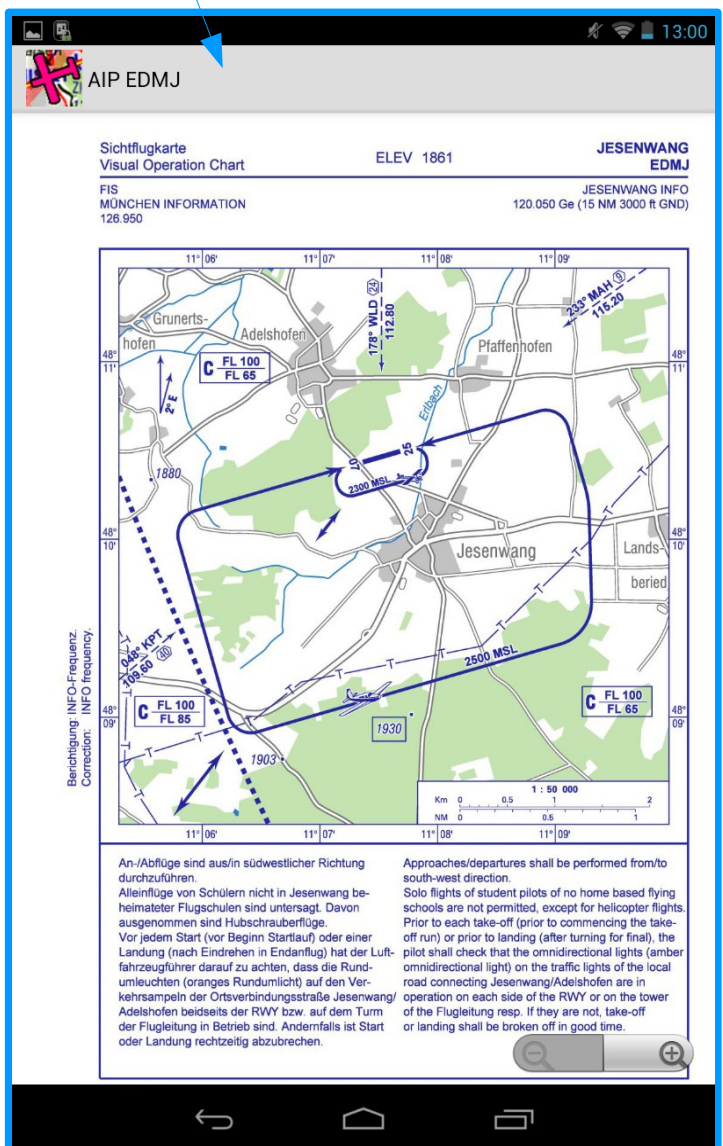 13:00
AIP EDMJ
Sichtflugkarte
Visual Operation Chart
ELEV 1861
JESENWANG
EDMJ
FIS
MÜNCHEN INFORMATION
126.950
JESENWANG INFO
120.050 Ge (15 NM 3000 ft GND)
11° 06'
11° 07'
11° 08'
11° 09'
Grunerts-
hofen
Adelshofen
178° WLD 24
112.80
233° MAH 9
115.20
Pfaffenhofen
48°
11'
48°
11'
C FL 100
FL 65
2° E
Erlbach
1880
07
25
2300 MSL
48°
10'
48°
10'
Jesenwang
Lands-
beried
T
T
T
T
T
T
T
T
048° KPT
109.60 40
2500 MSL
C FL 100
FL 85
C FL 100
FL 65
48°
09'
48°
09'
1930
1903
Berichtigung: INFO-Frequenz.
Correction: INFO frequency.
1 : 50 000
Km 0 0.5 1 2
NM 0 0.5 1
11° 06'
11° 07'
11° 08'
11° 09'
An-/Abflüge sind aus/in südwestlicher Richtung
durchzuführen.
Alleinflüge von Schülern nicht in Jesenwang be-
heimateter Flugschulen sind untersagt. Davon
ausgenommen sind Hubschrauberflüge.
Vor jedem Start (vor Beginn Startlauf) oder einer
Landung (nach Eindrehen in Endanflug) hat der Luft-
fahrzeugführer darauf zu achten, dass die Rund-
umleuchten (oranges Rundumlicht) auf den Ver-
kehrsampeln der Ortsverbindungsstraße Jesenwang/
Adelshofen beidseits der RWY bzw. auf dem Turm
der Flugleitung in Betrieb sind. Andernfalls ist Start
oder Landung rechtzeitig abzubrechen.
Approaches/departures shall be performed from/to
south-west direction.
Solo flights of student pilots of no home based flying
schools are not permitted, except for helicopter flights.
Prior to each take-off (prior to commencing the take-
off run) or prior to landing (after turning for final), the
pilot shall check that the omnidirectional lights (amber
omnidirectional light) on the traffic lights of the local
road connecting Jesenwang/Adelshofen are in
operation on each side of the RWY or on the tower
of the Flugleitung resp. If they are not, take-off
or landing shall be broken off in good time.